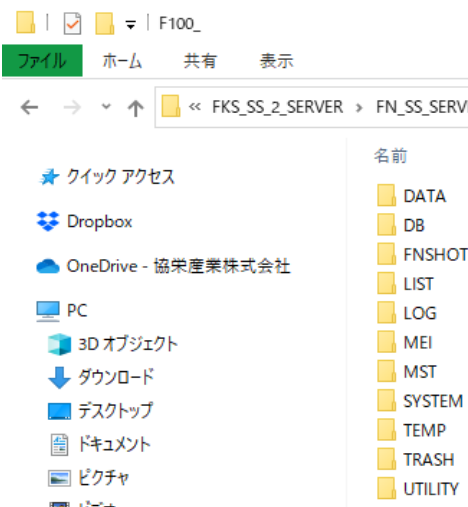 F100_
ファイル ホーム 共有 表示
« FKS_SS_2_SERVER › FN_SS_SERV
名前
クイック アクセス
Dropbox
OneDrive - 協栄産業株式会社
PC
3D オブジェクト
ダウンロード
デスクトップ
ドキュメント
ピクチャ
DATA
DB
FNSHOT
LIST
LOG
MEI
MST
SYSTEM
TEMP
TRASH
UTILITY